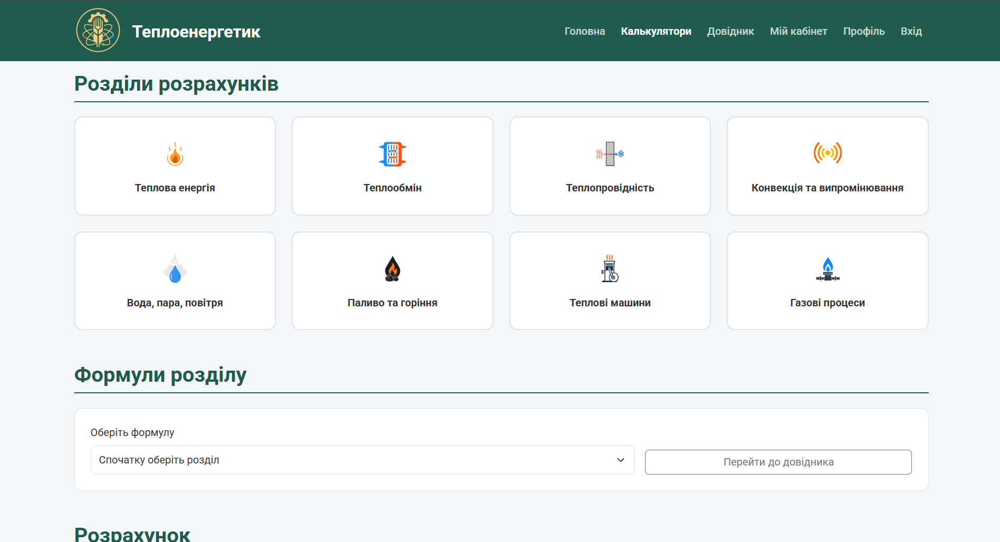 Теплоенергетик
Головна Калькулятори Довідник Мій кабінет Профіль Вхід
Розділи розрахунків
Теплова енергія
Теплообмін
Теплопровідність
Конвекція та випромінювання
Вода, пара, повітря
Паливо та горіння
Теплові машини
Газові процеси
Формули розділу
Оберіть формулу
Спочатку оберіть розділ
Перейти до довідника
Розрахунок